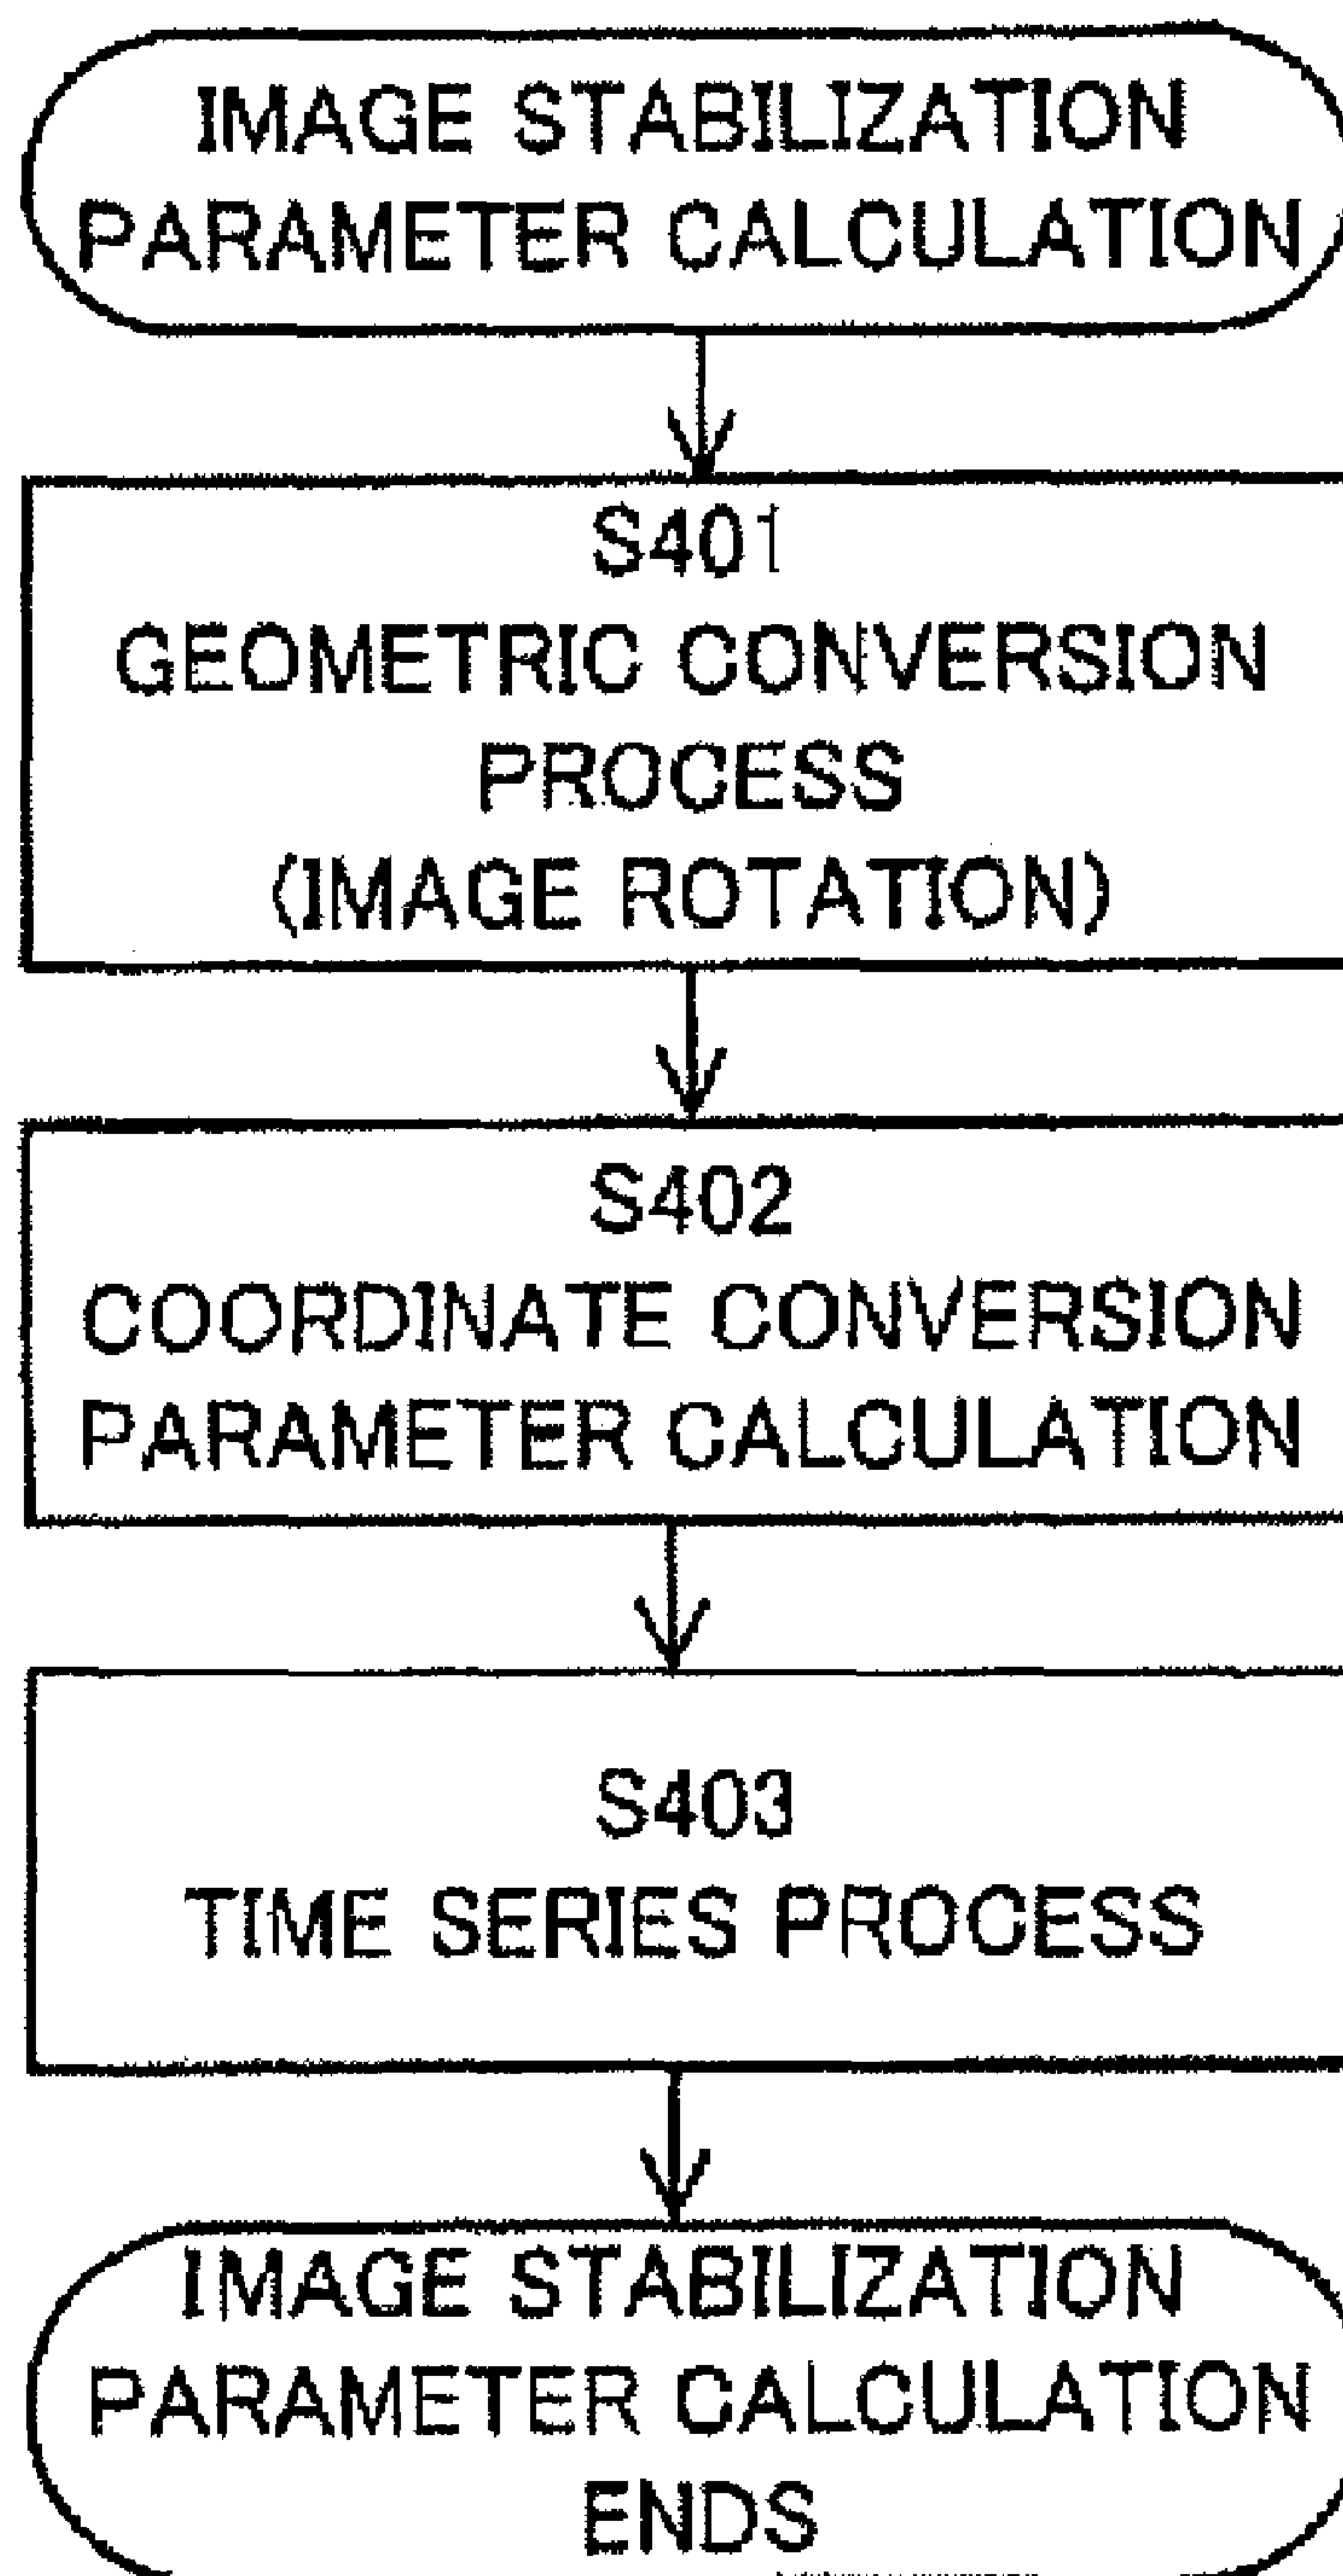 IMAGE STABILIZATION
PARAMETER CALCULATION
S401
GEOMETRIC CONVERSION
PROCESS
(IMAGE ROTATION)
S402
COORDINATE CONVERSION
PARAMETER CALCULATION
S403
TIME SERIES PROCESS
IMAGE STABILIZATION
PARAMETER CALCULATION
ENDS